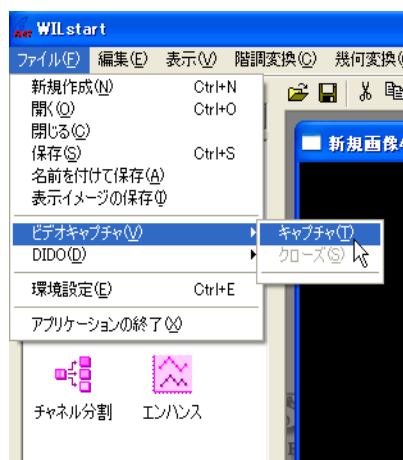 WILstart
ファイル(F) 編集(E) 表示(V) 階調変換(C) 幾何変換(
新規作成(N) Ctrl+N
開く(O) Ctrl+O
閉じる(C)
保存(S) Ctrl+S
名前を付けて保存(A)
表示イメージの保存(I)
ビデオキャプチャ(V)
DIDO(D)
環境設定(E) Ctrl+E
アプリケーションの終了(X)
キャプチャ(T)
クローズ(S)
新規画像
チャネル分割 エンハンス